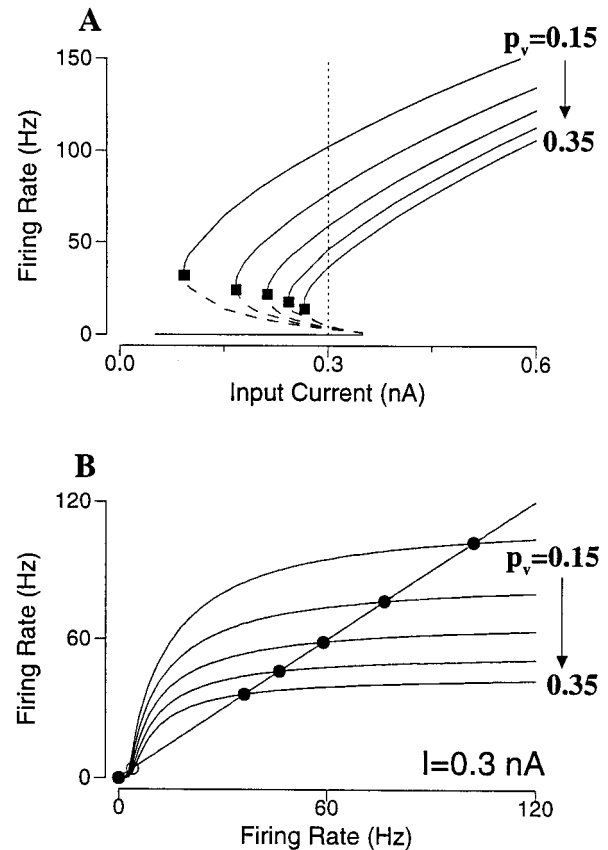 A
p_v=0.15
0.35
150
100
50
0
Firing Rate (Hz)
0.0
0.3
0.6
Input Current (nA)
B
120
60
0
Firing Rate (Hz)
p_v=0.15
0.35
I=0.3 nA
0
60
120
Firing Rate (Hz)